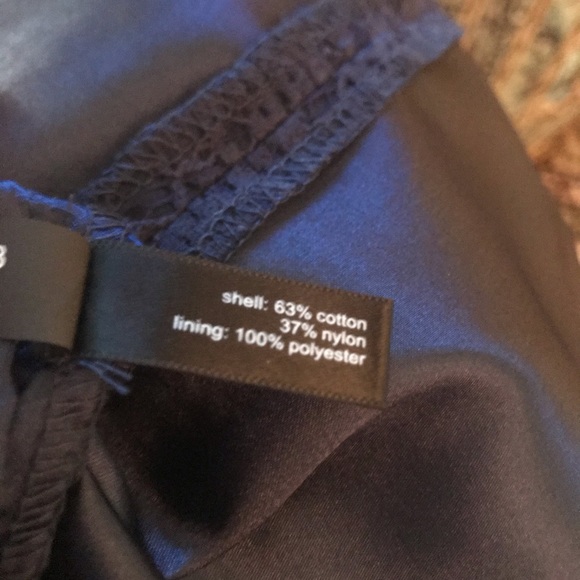 shell: 63% cotton
37% nylon
lining: 100% polyester